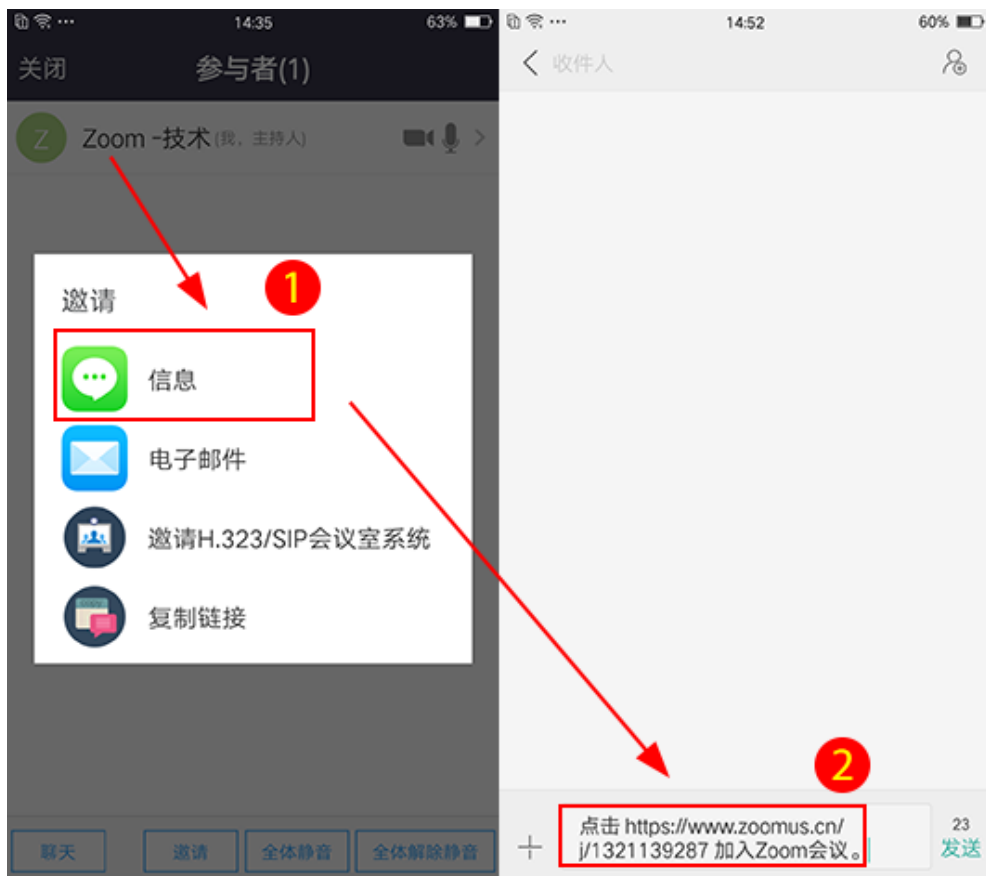 14:35
63%
关闭
参与者(1)
Z
Zoom -技术(我，主持人)
1
邀请
信息
电子邮件
邀请H.323/SIP会议室系统
复制链接
聊天
邀请
全体静音
全体解除静音
14:52
60%
收件人
2
点击 https://www.zoomus.cn/
j/1321139287 加入Zoom会议。
23
发送